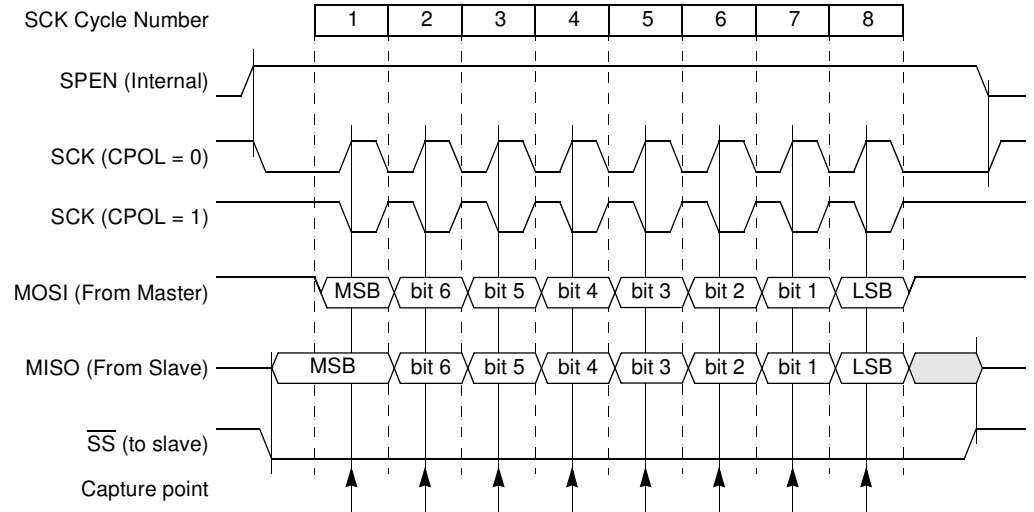 SCK Cycle Number 1 2 3 4 5 6 7 8
SPEN (Internal)
SCK (CPOL = 0)
SCK (CPOL = 1)
MOSI (From Master) MSB bit 6 bit 5 bit 4 bit 3 bit 2 bit 1 LSB
MISO (From Slave) MSB bit 6 bit 5 bit 4 bit 3 bit 2 bit 1 LSB
SS (to slave)
Capture point